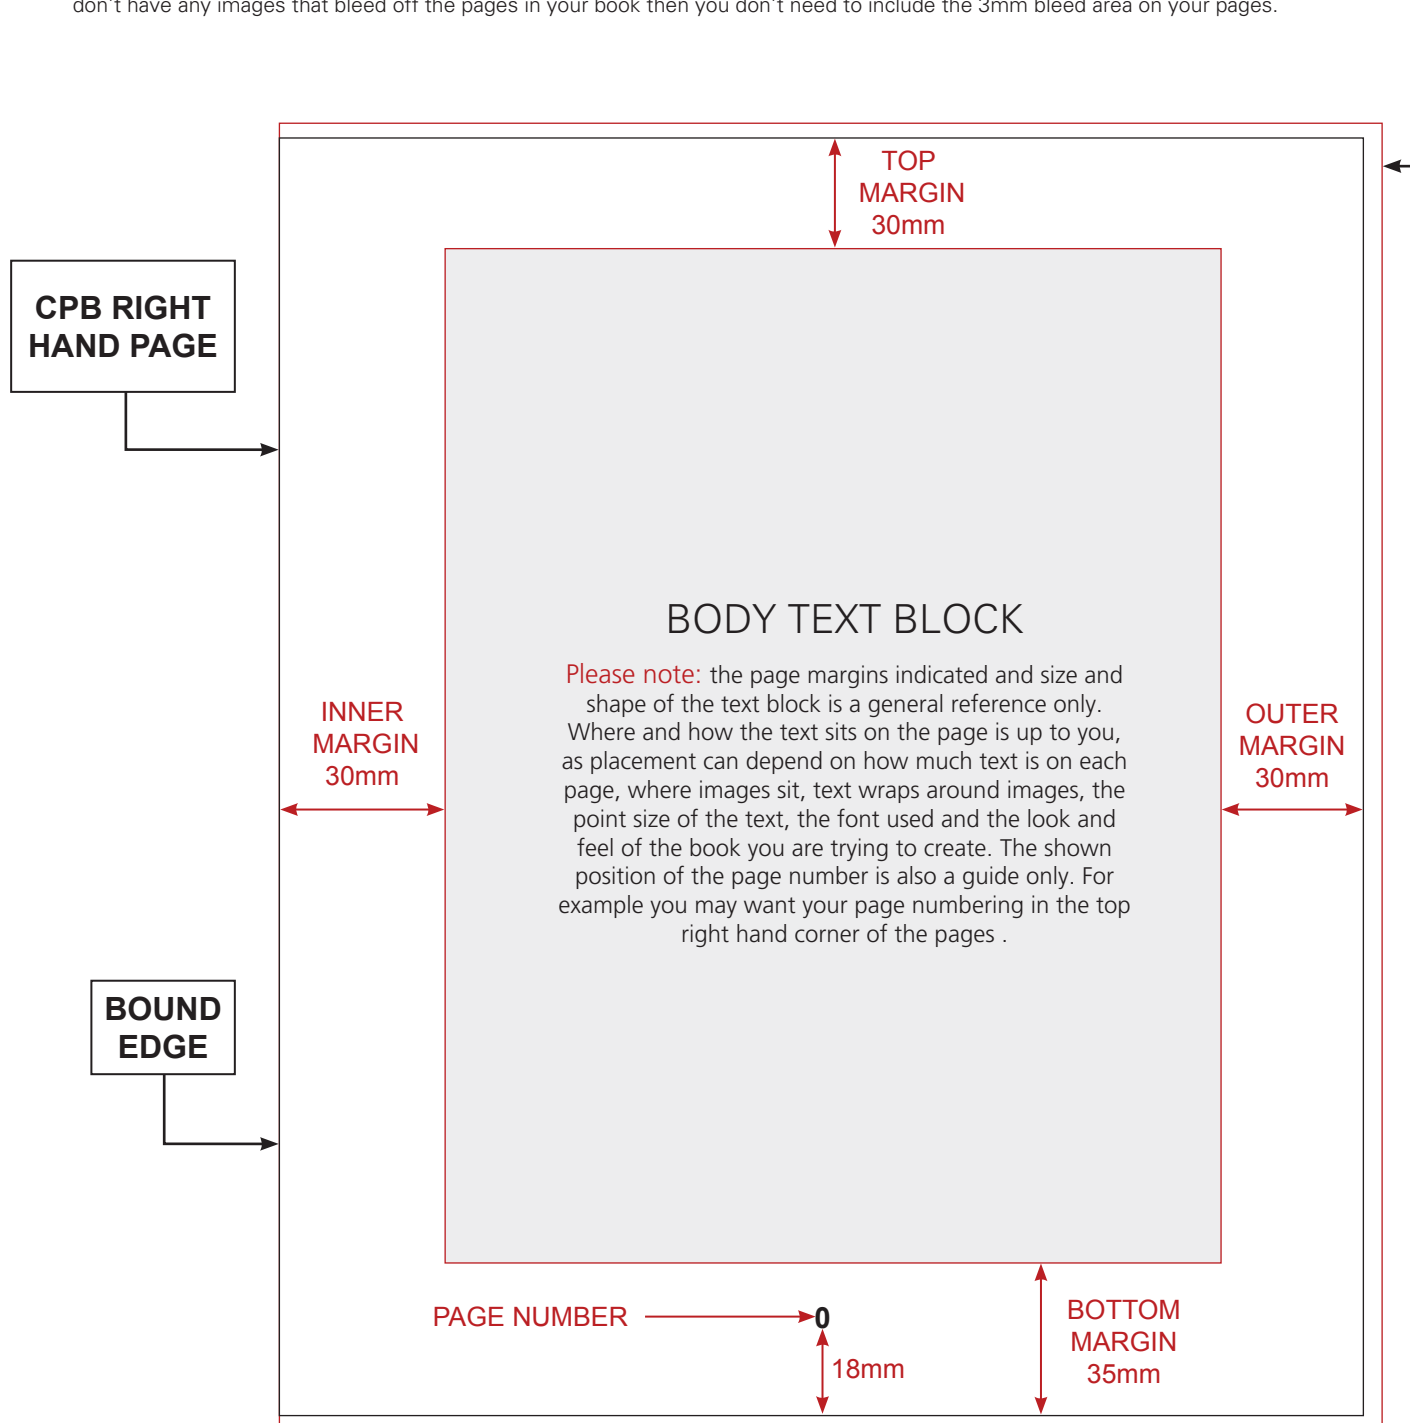 don't have any images that bleed off the pages in your book then you don't need to include the 3mm bleed area on your pages.
TOP
MARGIN
30mm
CPB RIGHT
HAND PAGE
BODY TEXT BLOCK
Please note: the page margins indicated and size and
shape of the text block is a general reference only.
Where and how the text sits on the page is up to you,
as placement can depend on how much text is on each
page, where images sit, text wraps around images, the
point size of the text, the font used and the look and
feel of the book you are trying to create. The shown
position of the page number is also a guide only. For
example you may want your page numbering in the top
right hand corner of the pages .
INNER
MARGIN
30mm
OUTER
MARGIN
30mm
BOUND
EDGE
PAGE NUMBER
0
18mm
BOTTOM
MARGIN
35mm